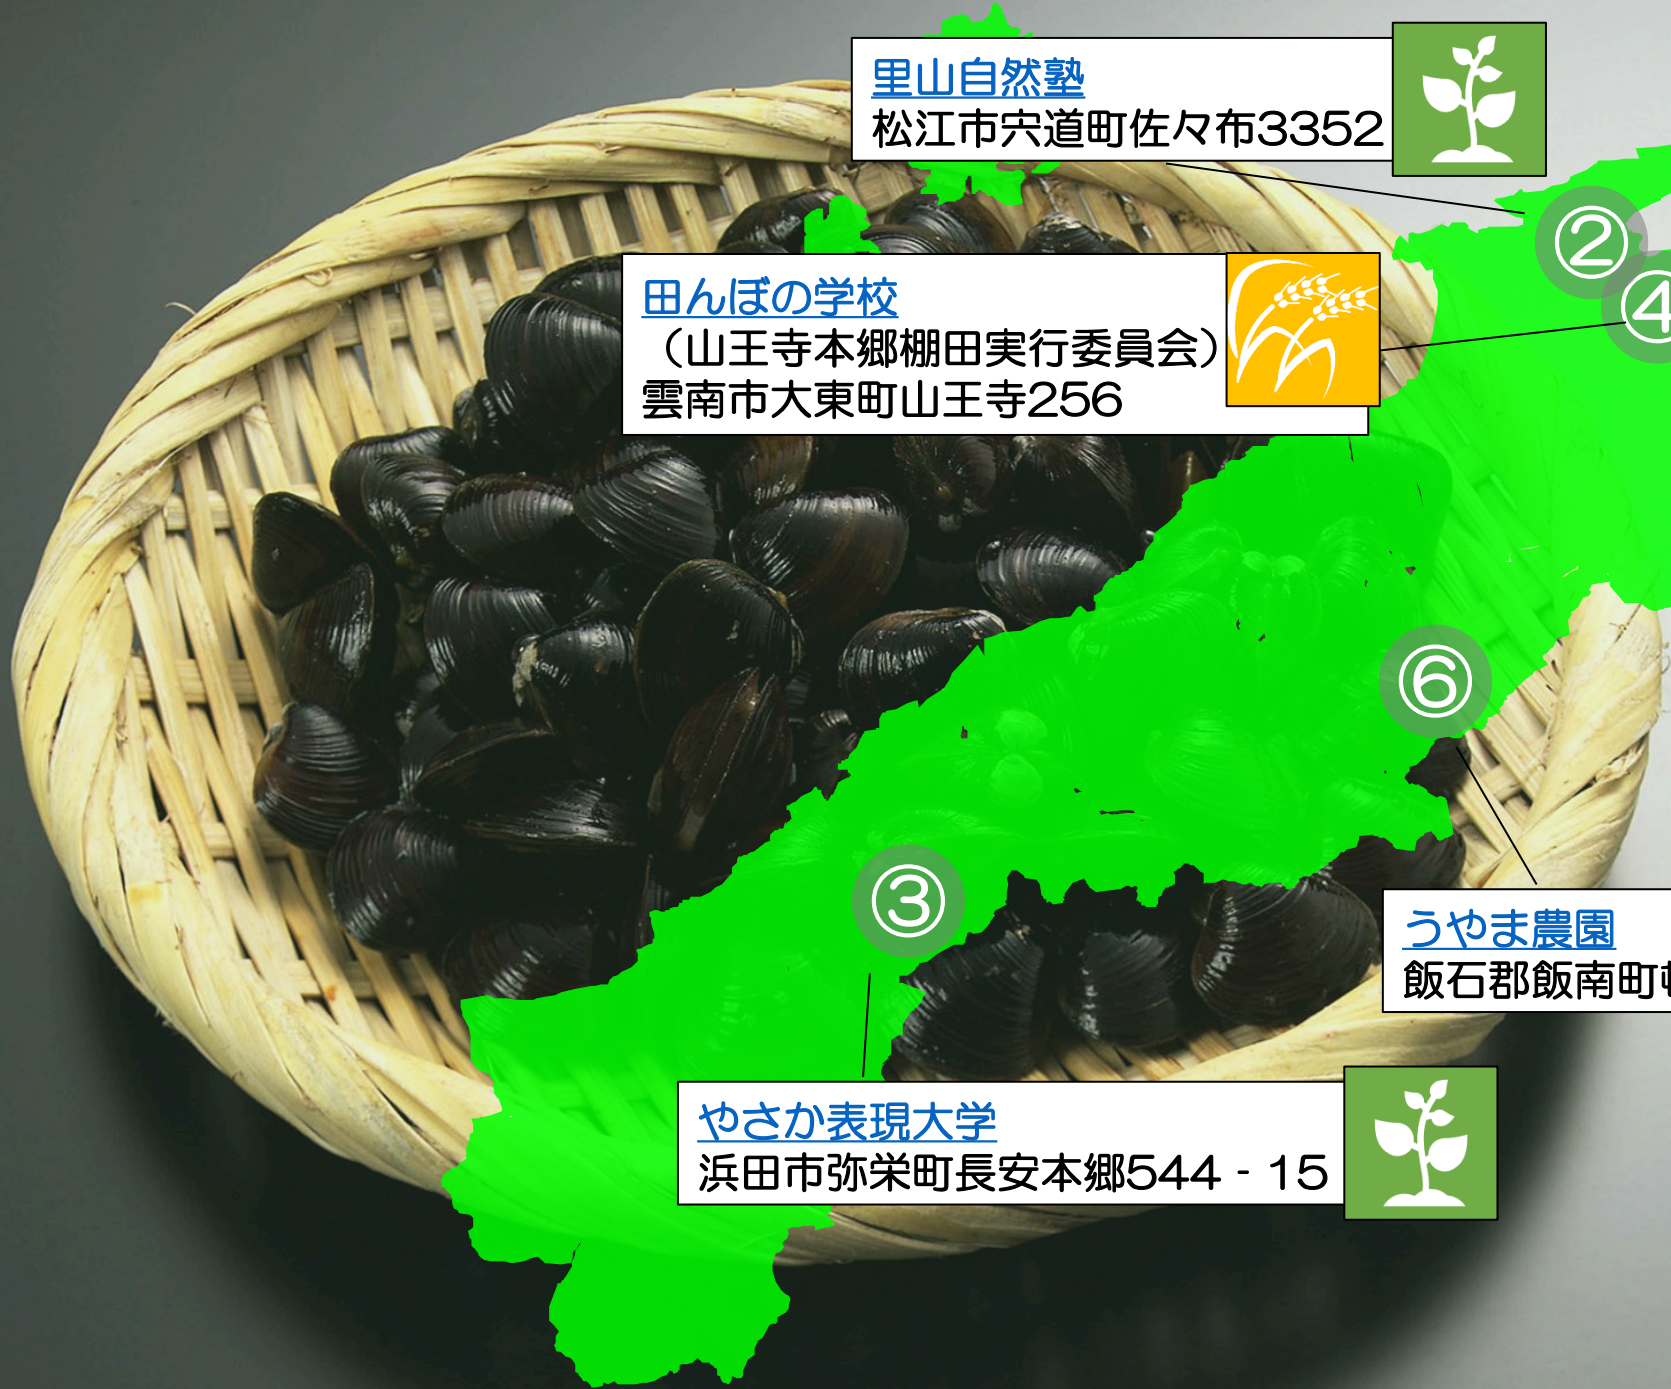 里山自然塾
松江市宍道町佐々布3352
②
田んぼの学校
（山王寺本郷棚田実行委員会）
雲南市大東町山王寺256
④
⑥
③
うやま農園
飯石郡飯南町
やさか表現大学
浜田市弥栄町長安本郷544‐15